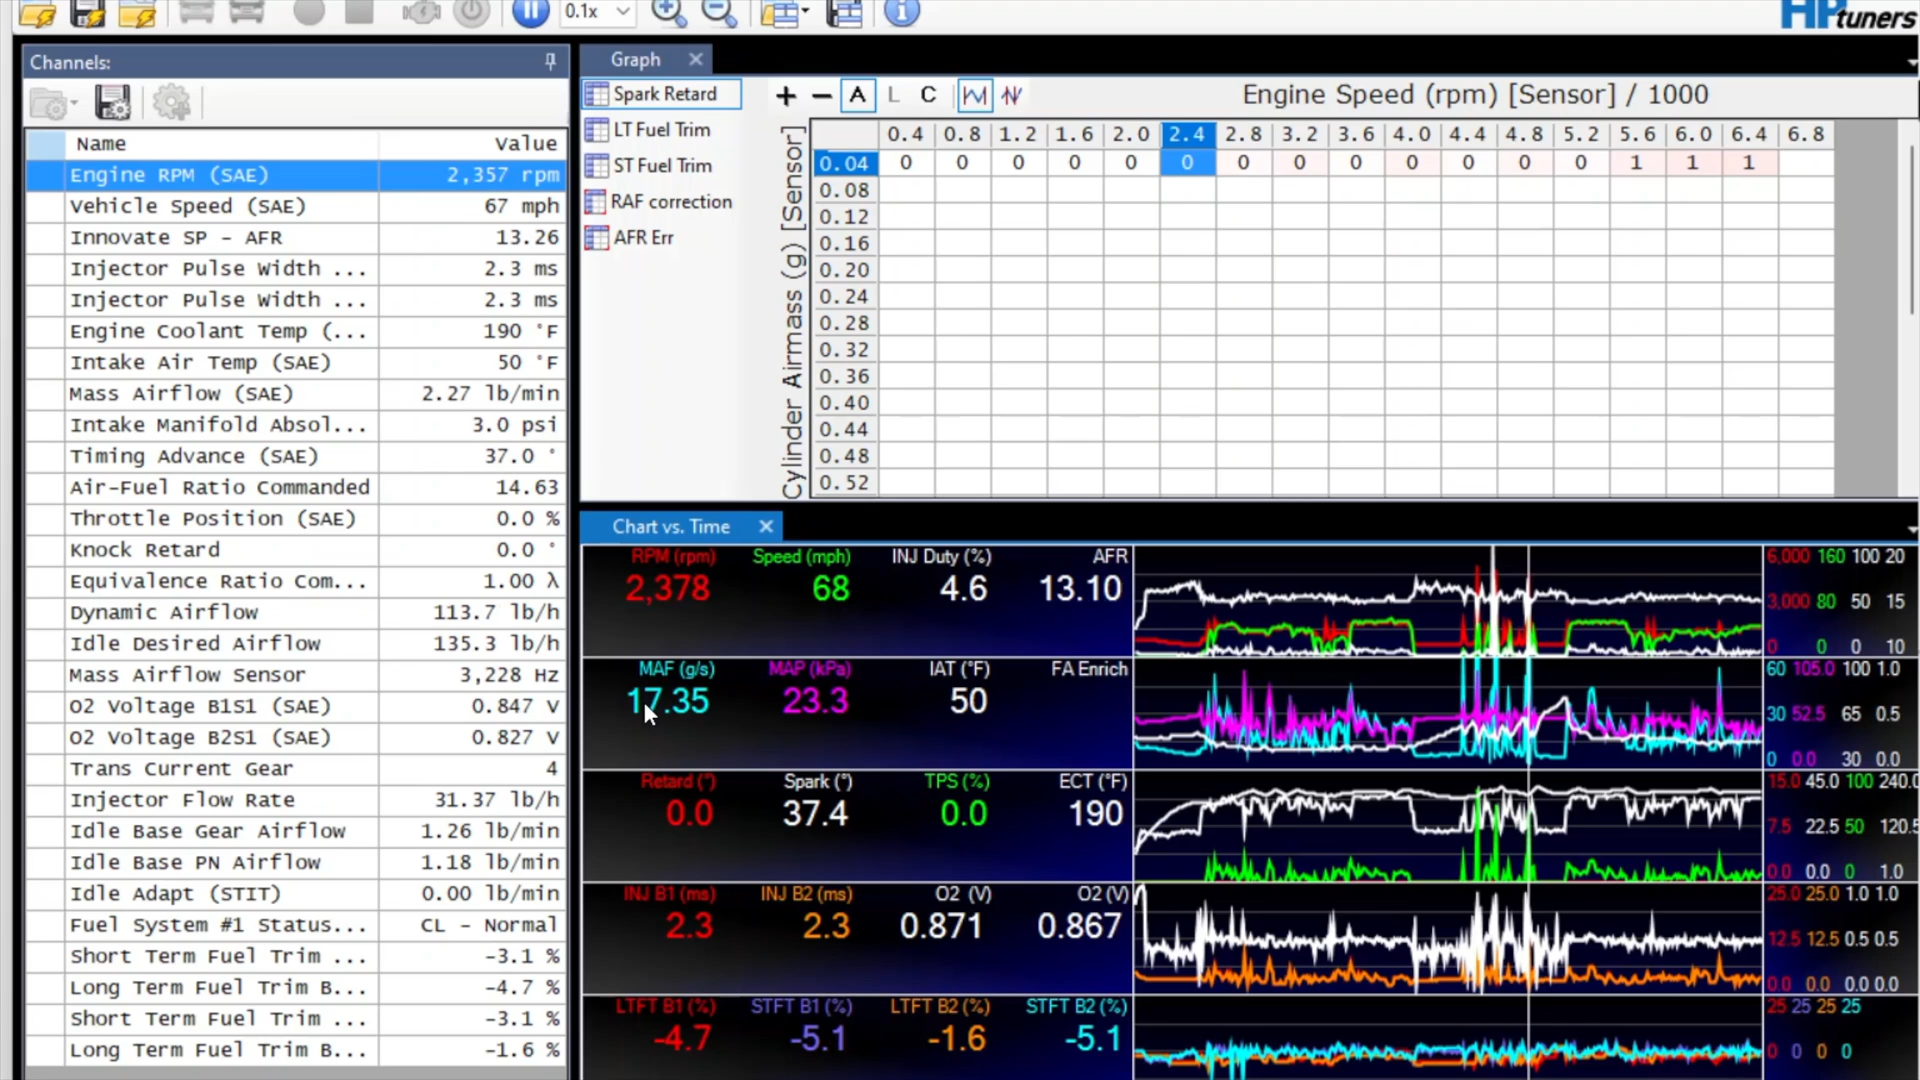 0.1x
HPtuners
Channels:
Name Value
Engine RPM (SAE) 2,357 rpm
Vehicle Speed (SAE) 67 mph
Innovate SP - AFR 13.26
Injector Pulse Width ... 2.3 ms
Injector Pulse Width ... 2.3 ms
Engine Coolant Temp (... 190 °F
Intake Air Temp (SAE) 50 °F
Mass Airflow (SAE) 2.27 lb/min
Intake Manifold Absol... 3.0 psi
Timing Advance (SAE) 37.0 °
Air-Fuel Ratio Commanded 14.63
Throttle Position (SAE) 0.0 %
Knock Retard 0.0 °
Equivalence Ratio Com... 1.00 λ
Dynamic Airflow 113.7 lb/h
Idle Desired Airflow 135.3 lb/h
Mass Airflow Sensor 3,228 Hz
O2 Voltage B1S1 (SAE) 0.847 V
O2 Voltage B2S1 (SAE) 0.827 V
Trans Current Gear 4
Injector Flow Rate 31.37 lb/h
Idle Base Gear Airflow 1.26 lb/min
Idle Base PN Airflow 1.18 lb/min
Idle Adapt (STIT) 0.00 lb/min
Fuel System #1 Status... CL - Normal
Short Term Fuel Trim ... -3.1 %
Long Term Fuel Trim B... -4.7 %
Short Term Fuel Trim ... -3.1 %
Long Term Fuel Trim B... -1.6 %
Graph
Spark Retard
LT Fuel Trim
ST Fuel Trim
RAF correction
AFR Err
+ - A L C
Engine Speed (rpm) [Sensor] / 1000
Cylinder Airmass (g) [Sensor]
0.4 0.8 1.2 1.6 2.0 2.4 2.8 3.2 3.6 4.0 4.4 4.8 5.2 5.6 6.0 6.4 6.8
0.04 0 0 0 0 0 0 0 0 0 0 0 0 0 1 1 1
0.08
0.12
0.16
0.20
0.24
0.28
0.32
0.36
0.40
0.44
0.48
0.52
Chart vs. Time
RPM (rpm) Speed (mph) INJ Duty (%) AFR
2,378 68 4.6 13.10
6,000 160 100 20
3,000 80 50 15
0 0 0 10
MAF (g/s) MAP (kPa) IAT (°F) FA Enrich
17.35 23.3 50
60 105.0 100 1.0
30 52.5 65 0.5
0 0.0 30 0.0
Retard (°) Spark (°) TPS (%) ECT (°F)
0.0 37.4 0.0 190
15.0 45.0 100 240.0
7.5 22.5 50 120.5
0.0 0.0 0 1.0
INJ B1 (ms) INJ B2 (ms) O2 (V) O2 (V)
2.3 2.3 0.871 0.867
25.0 25.0 1.0 1.0
12.5 12.5 0.5 0.5
0.0 0.0 0.0 0.0
LTFT B1 (%) STFT B1 (%) LTFT B2 (%) STFT B2 (%)
-4.7 -5.1 -1.6 -5.1
25 25 25 25
0 0 0 0